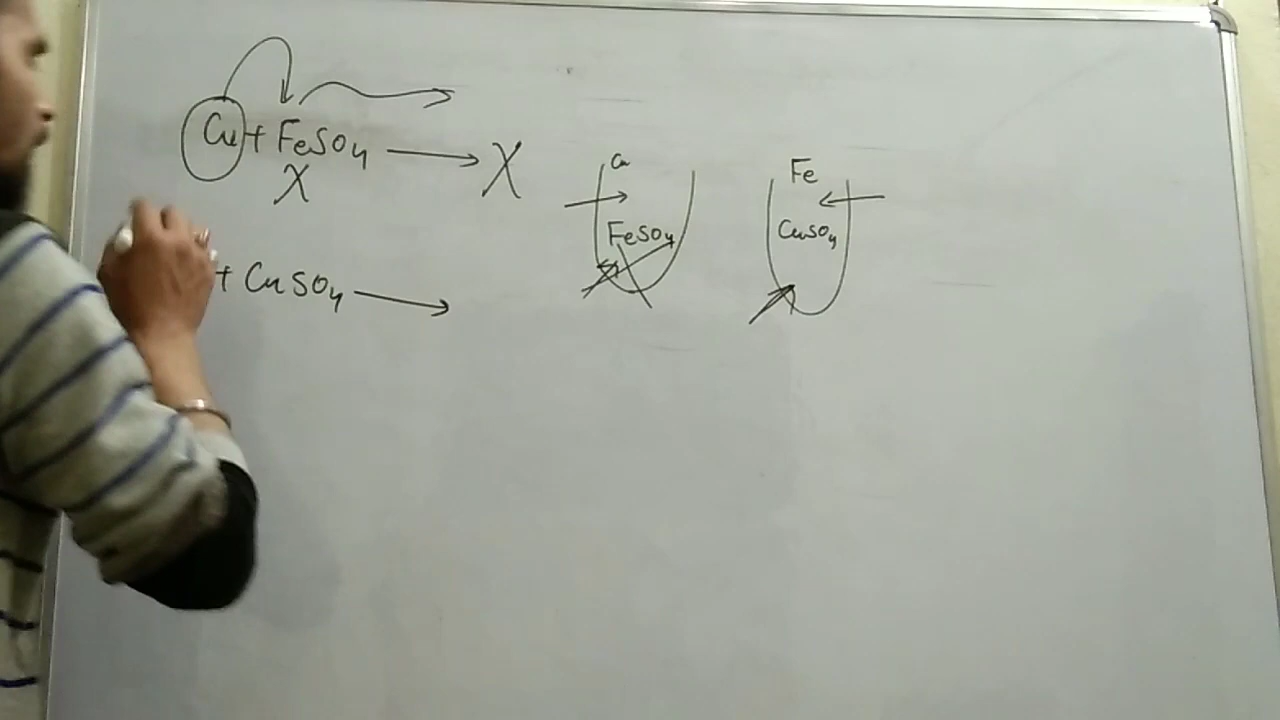 Cu + FeSO4 → X
X
+ CuSO4 →
Cu
FeSO4
Fe
CuSO4